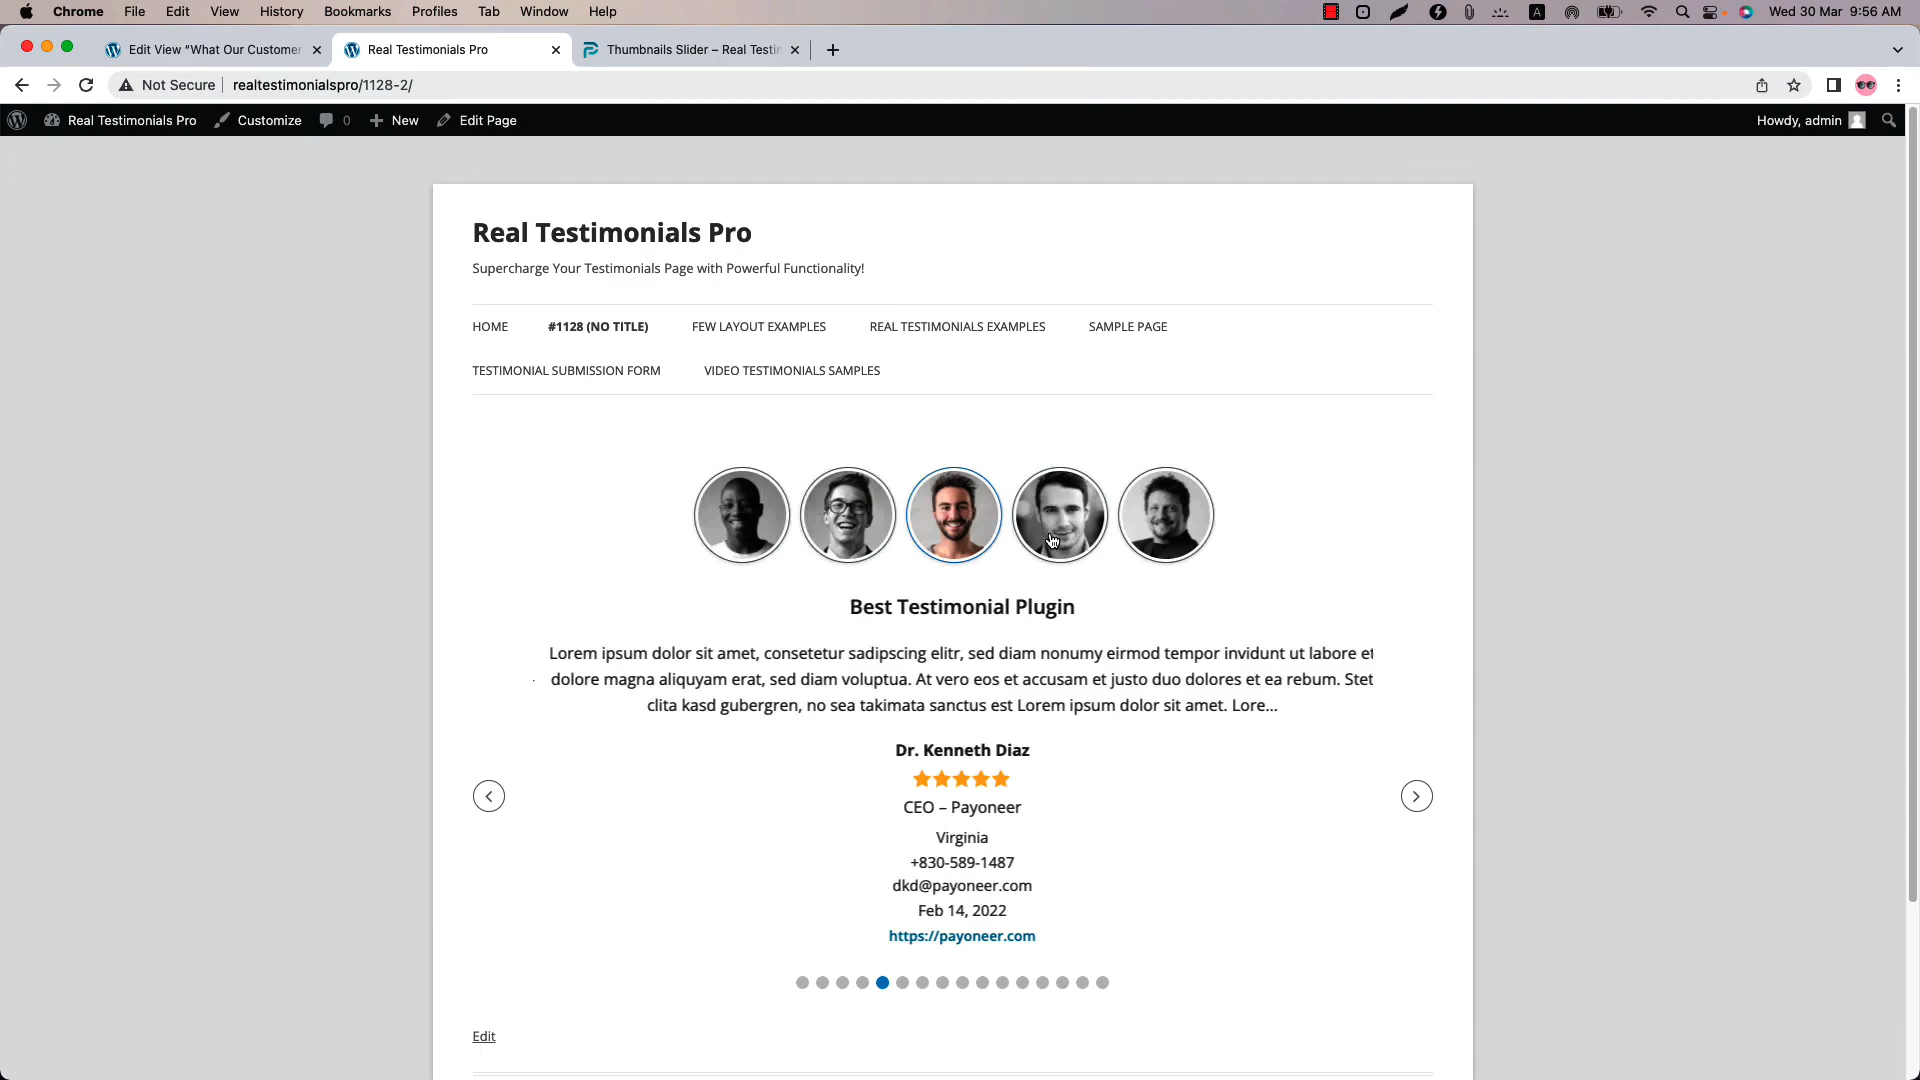 Chrome File Edit View History Bookmarks Profiles Tab Window Help A Wed 30 Mar 9:56 AM
Edit View “What Our Customer Real Testimonials Pro Thumbnails Slider – Real Testin
Not Secure realtestimonialspro/1128-2/
Real Testimonials Pro Customize 0 New Edit Page Howdy, admin
Real Testimonials Pro
Supercharge Your Testimonials Page with Powerful Functionality!
HOME #1128 (NO TITLE) FEW LAYOUT EXAMPLES REAL TESTIMONIALS EXAMPLES SAMPLE PAGE
TESTIMONIAL SUBMISSION FORM VIDEO TESTIMONIALS SAMPLES
Best Testimonial Plugin
Lorem ipsum dolor sit amet, consetetur sadipscing elitr, sed diam nonumy eirmod tempor invidunt ut labore et
dolore magna aliquyam erat, sed diam voluptua. At vero eos et accusam et justo duo dolores et ea rebum. Stet
clita kasd gubergren, no sea takimata sanctus est Lorem ipsum dolor sit amet. Lore...
Dr. Kenneth Diaz
CEO – Payoneer
Virginia
+830-589-1487
dkd@payoneer.com
Feb 14, 2022
https://payoneer.com
Edit